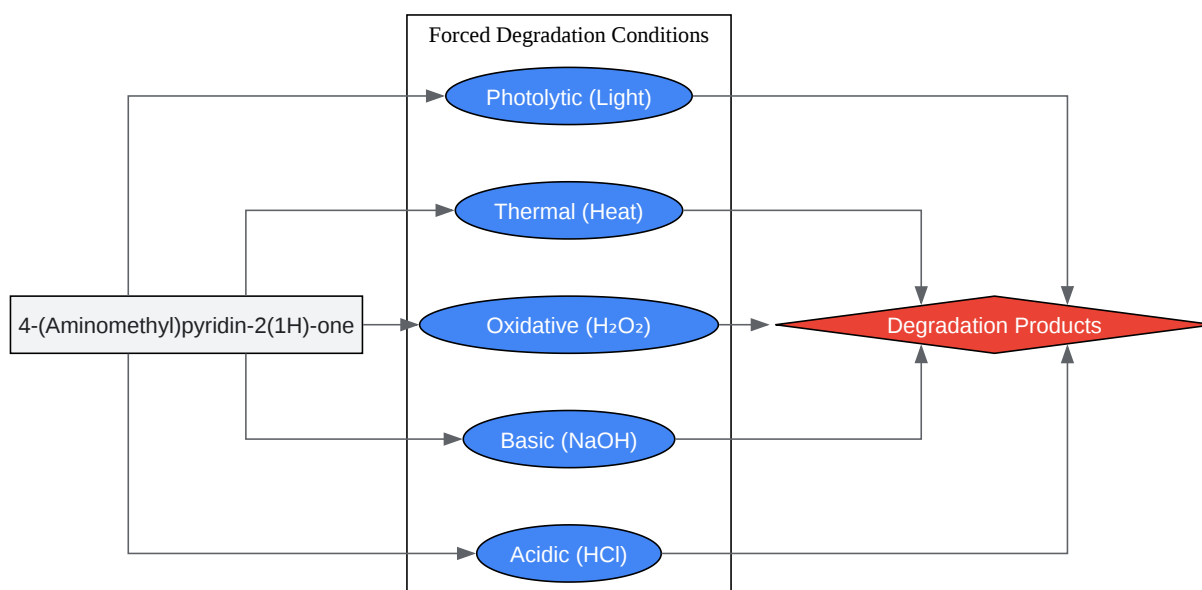 Forced Degradation Conditions
Photolytic (Light)
Thermal (Heat)
4-(Aminomethyl)pyridin-2(1H)-one
Oxidative (H₂O₂)
Degradation Products
Basic (NaOH)
Acidic (HCl)